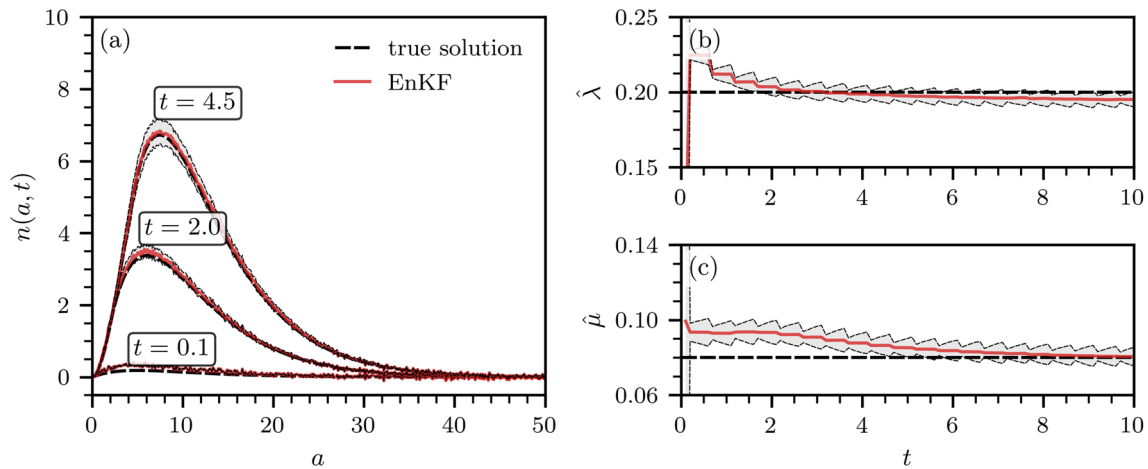 (a)
true solution
EnKF
t = 4.5
t = 2.0
t = 0.1
n(a, t)
10
8
6
4
2
0
0 10 20 30 40 50
a
(b)
λ̂
0.25
0.20
0.15
0 2 4 6 8 10
(c)
μ̂
0.14
0.10
0.06
0 2 4 6 8 10
t